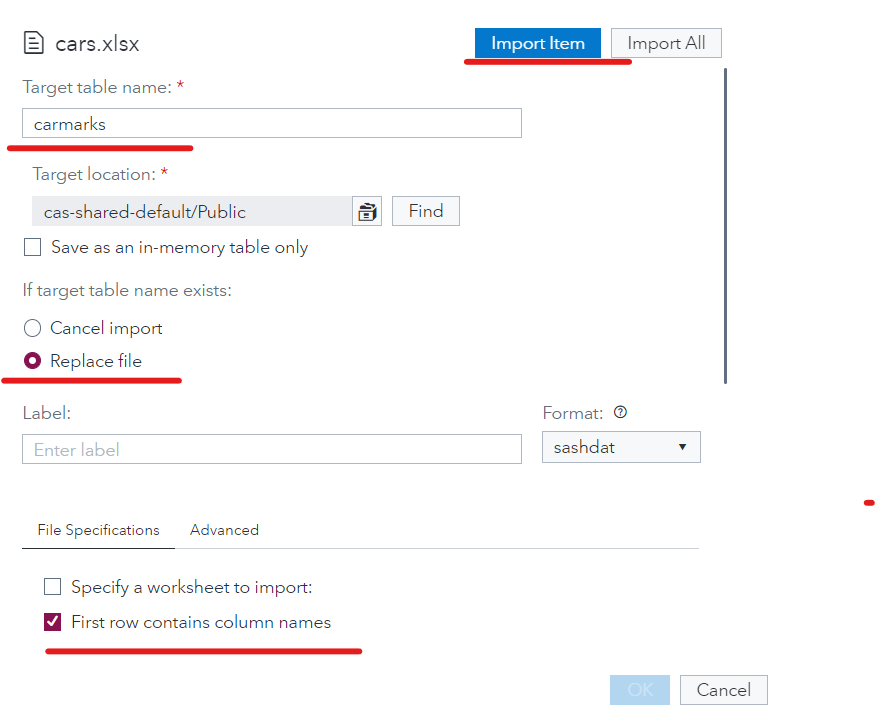 cars.xlsx
Import Item
Import All
Target table name: *
carmarks
Target location: *
cas-shared-default/Public
Find
Save as an in-memory table only
If target table name exists:
Cancel import
Replace file
Label:
Format: ?
Enter label
sashdat
File Specifications
Advanced
Specify a worksheet to import:
First row contains column names
OK
Cancel